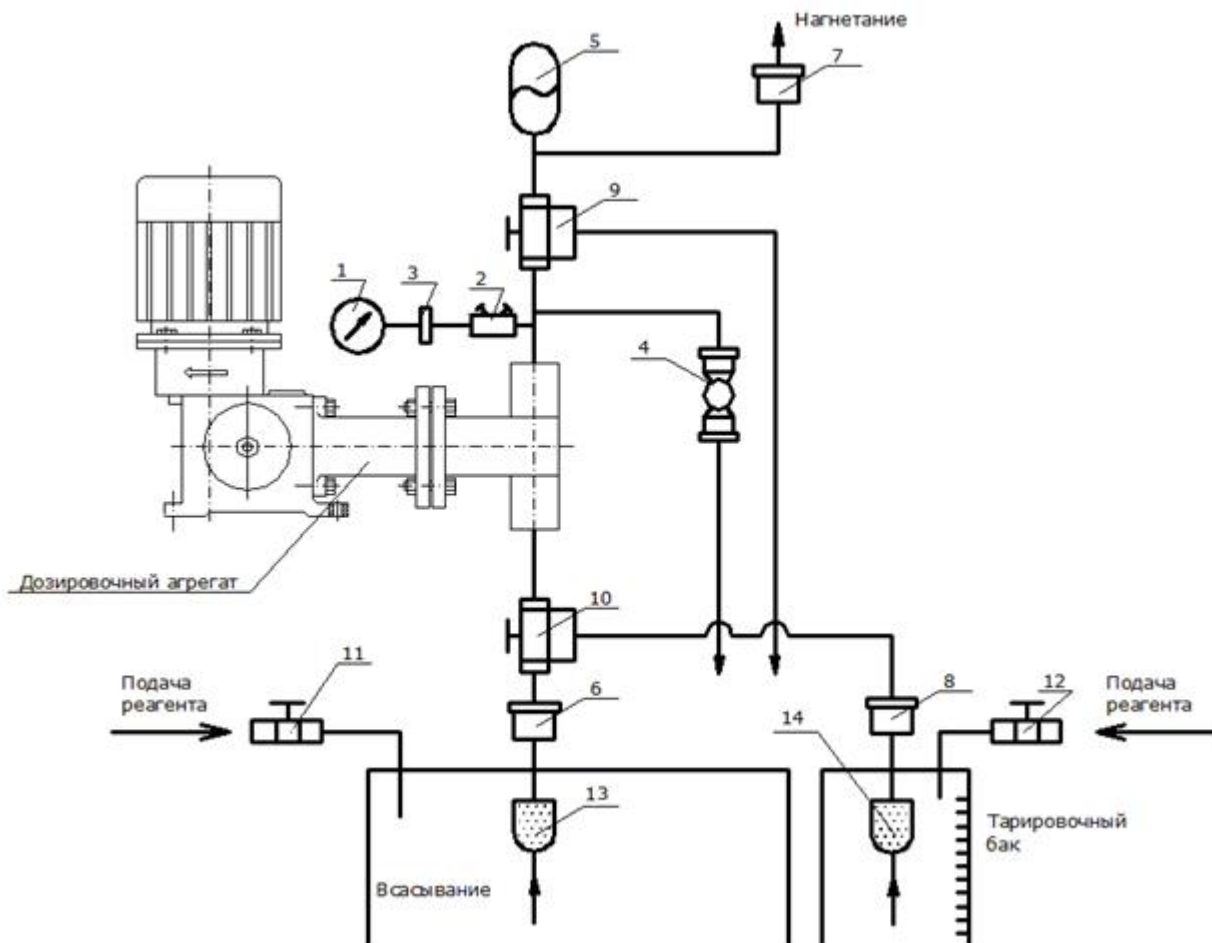 5
Нагнетание
7
9
1
3
2
4
Дозировочный агрегат
10
11
Подача
реагента
6
8
12
Подача
реагента
14
13
Тарировочный
бак
Всасывание